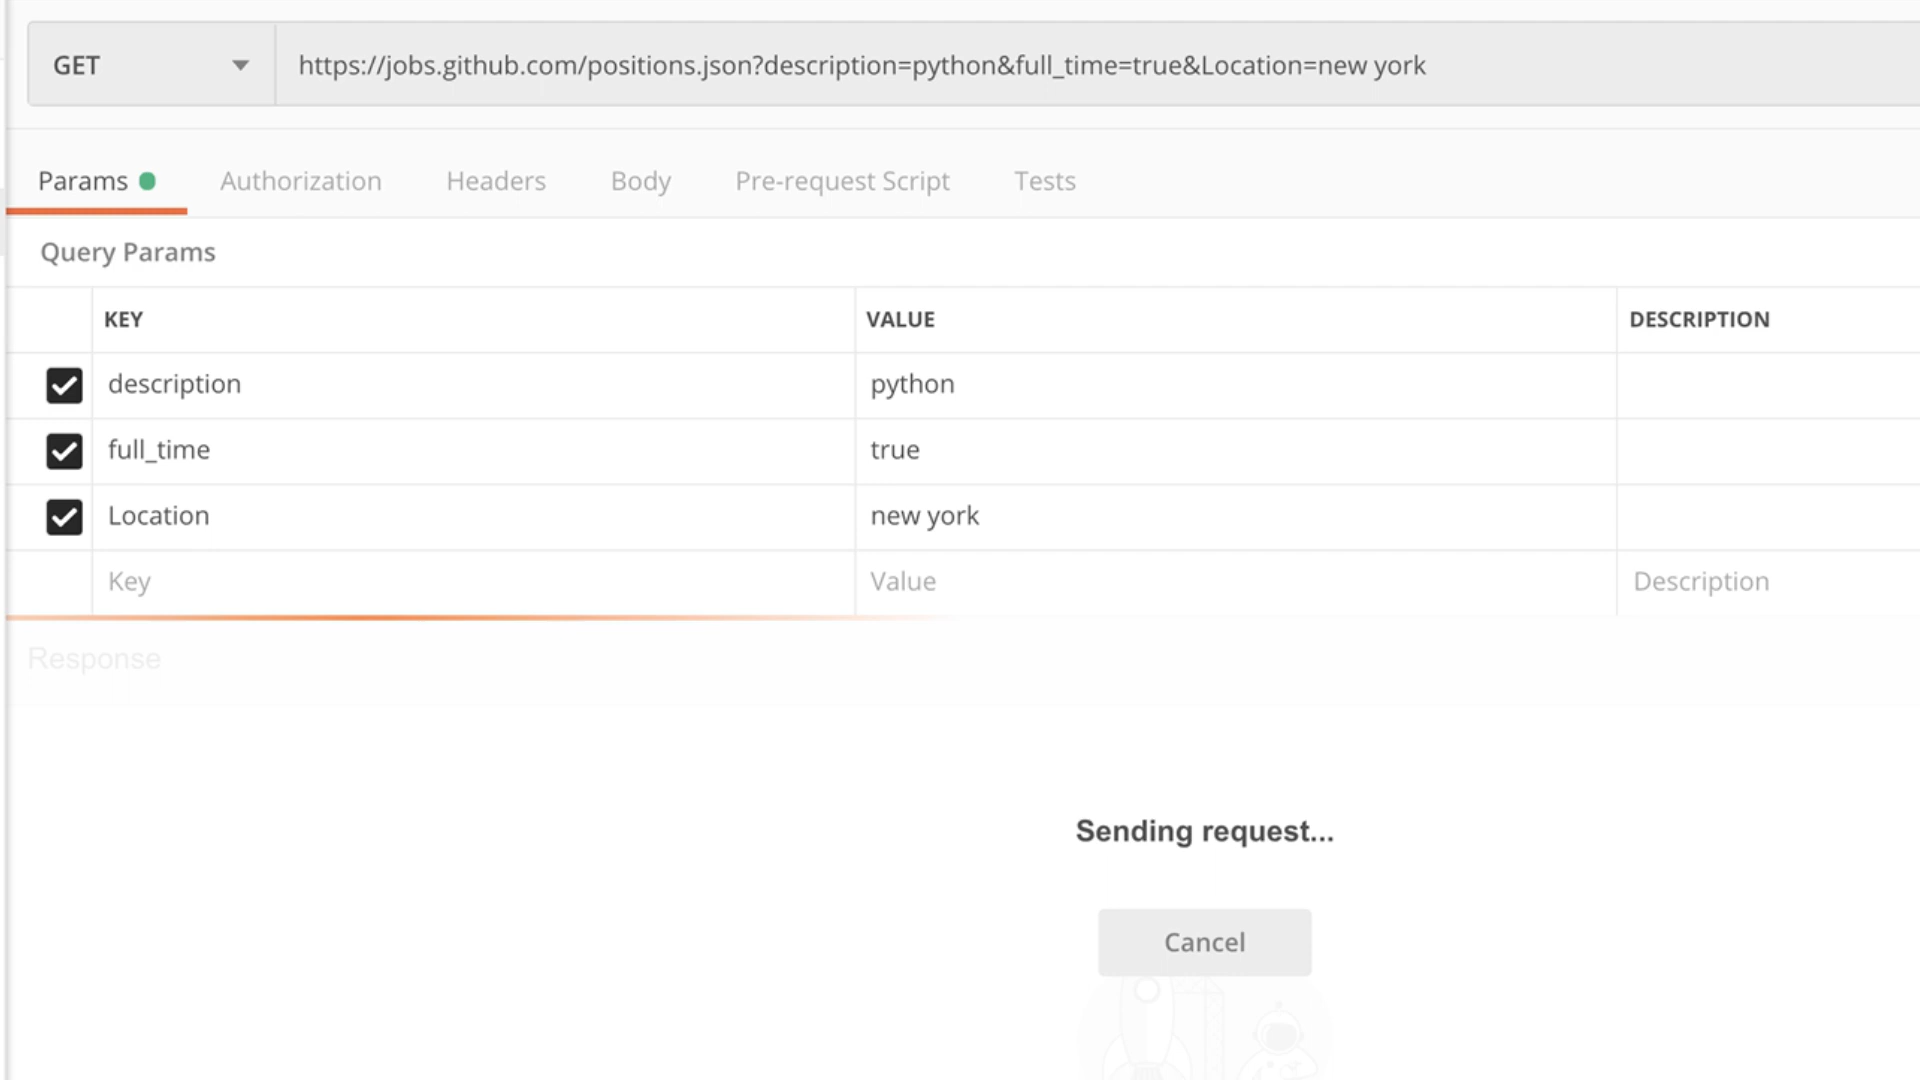 GET https://jobs.github.com/positions.json?description=python&full_time=true&Location=new york
Params Authorization Headers Body Pre-request Script Tests
Query Params
KEY VALUE DESCRIPTION
description python
full_time true
Location new york
Key Value Description
Response
Sending request...
Cancel